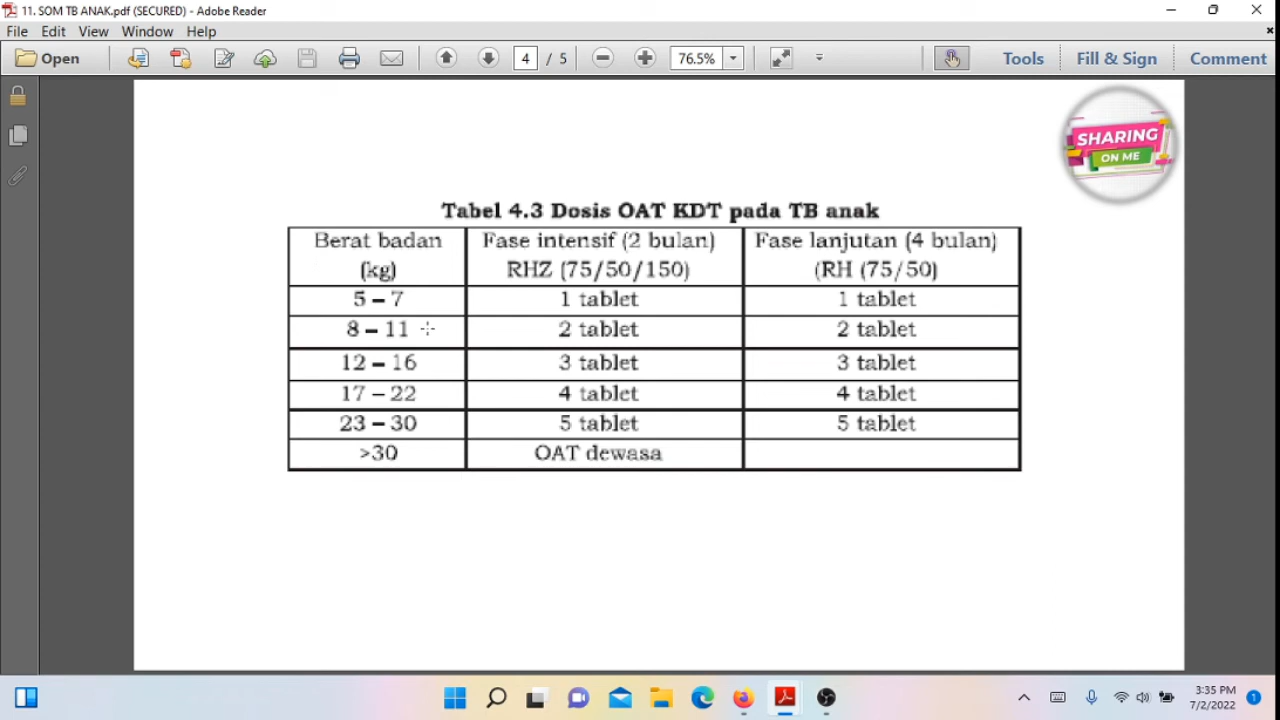 11. SOM TB ANAK.pdf (SECURED) - Adobe Reader
File Edit View Window Help
Open 4 / 5 76.5% Tools Fill & Sign Comment
SHARING
ON ME
Tabel 4.3 Dosis OAT KDT pada TB anak
Berat badan Fase intensif (2 bulan) Fase lanjutan (4 bulan)
(kg) RHZ (75/50/150) (RH (75/50)
5 – 7 1 tablet 1 tablet
8 – 11 2 tablet 2 tablet
12 – 16 3 tablet 3 tablet
17 – 22 4 tablet 4 tablet
23 – 30 5 tablet 5 tablet
>30 OAT dewasa
3:35 PM
7/2/2022 1